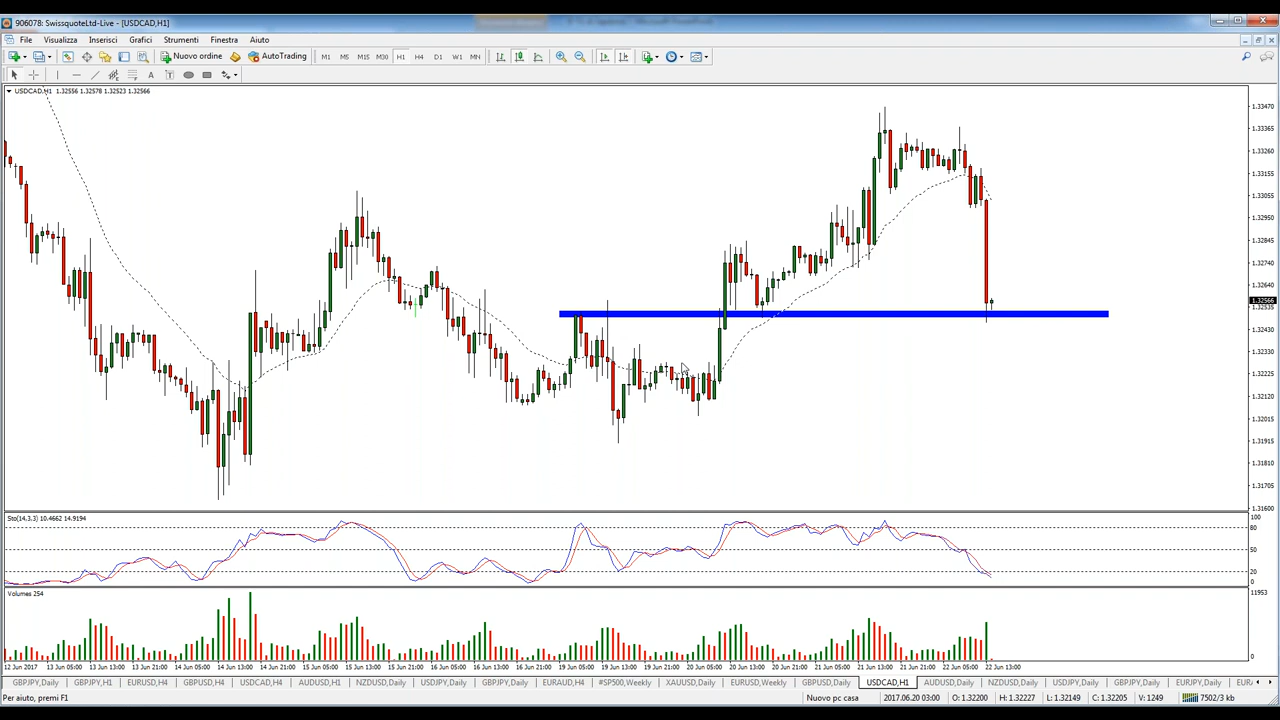 906078: SwissquoteLtd-Live - [USDCAD,H1]
File Visualizza Inserisci Grafici Strumenti Finestra Aiuto
Nuovo ordine AutoTrading M1 M5 M15 M30 H1 H4 D1 W1 MN
A T
USDCAD,H1 1.32556 1.32578 1.32523 1.32566
1.33470
1.33365
1.33260
1.33155
1.33055
1.32950
1.32845
1.32740
1.32640
1.32566
1.32535
1.32430
1.32330
1.32225
1.32120
1.32015
1.31915
1.31810
1.31705
1.31600
Sto(14,3,3) 10.4662 14.9194
100
80
50
20
0
Volumes 254
11953
0
12 Jun 2017 13 Jun 05:00 13 Jun 13:00 13 Jun 21:00 14 Jun 05:00 14 Jun 13:00 14 Jun 21:00 15 Jun 05:00 15 Jun 13:00 15 Jun 21:00 16 Jun 05:00 16 Jun 13:00 16 Jun 21:00 19 Jun 05:00 19 Jun 13:00 19 Jun 21:00 20 Jun 05:00 20 Jun 13:00 20 Jun 21:00 21 Jun 05:00 21 Jun 13:00 21 Jun 21:00 22 Jun 05:00 22 Jun 13:00
GBPJPY,Daily GBPJPY,H1 EURUSD,H4 GBPUSD,H4 USDCAD,H4 AUDUSD,H1 NZDUSD,Daily USDJPY,Daily GBPJPY,Daily EURAUD,H4 #SP500,Weekly XAUUSD,Daily EURUSD,Weekly GBPUSD,Daily USDCAD,H1 AUDUSD,Daily NZDUSD,Daily USDJPY,Daily GBPJPY,Daily EURJPY,Daily EURA
Per aiuto, premi F1 Nuovo pc casa 2017.06.20 03:00 O: 1.32200 H: 1.32227 L: 1.32149 C: 1.32205 V: 1249 7502/3 kb